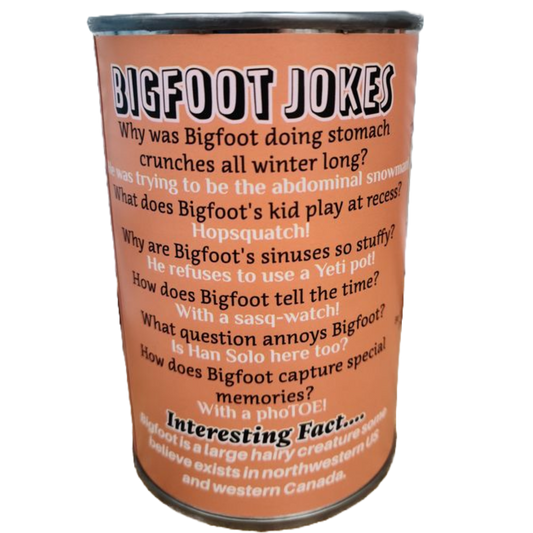 BIGFOOT JOKES
Why was Bigfoot doing stomach
crunches all winter long?
was trying to be the abdominal snowman
What does Bigfoot's kid play at recess?
Hopsquatch!
Why are Bigfoot's sinuses so stuffy?
He refuses to use a Yeti pot!
How does Bigfoot tell the time?
With a sasq-watch!
What question annoys Bigfoot?
Is Han Solo here too?
How does Bigfoot capture special
memories?
With a phoTOE!
Interesting Fact....
Bigfoot is a large hairy creature some
believe exists in northwestern US
and western Canada.